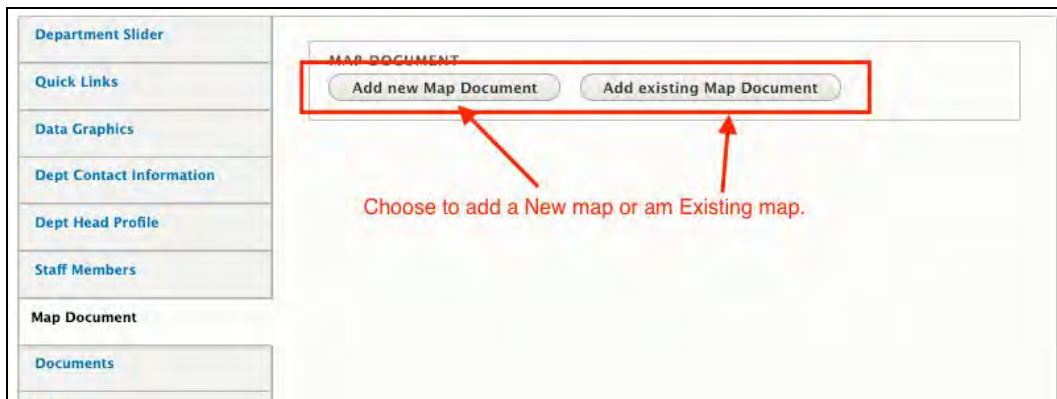 Department Slider
Quick Links
Data Graphics
Dept Contact Information
Dept Head Profile
Staff Members
Map Document
Documents
MAP DOCUMENT
Add new Map Document
Add existing Map Document
Choose to add a New map or am Existing map.